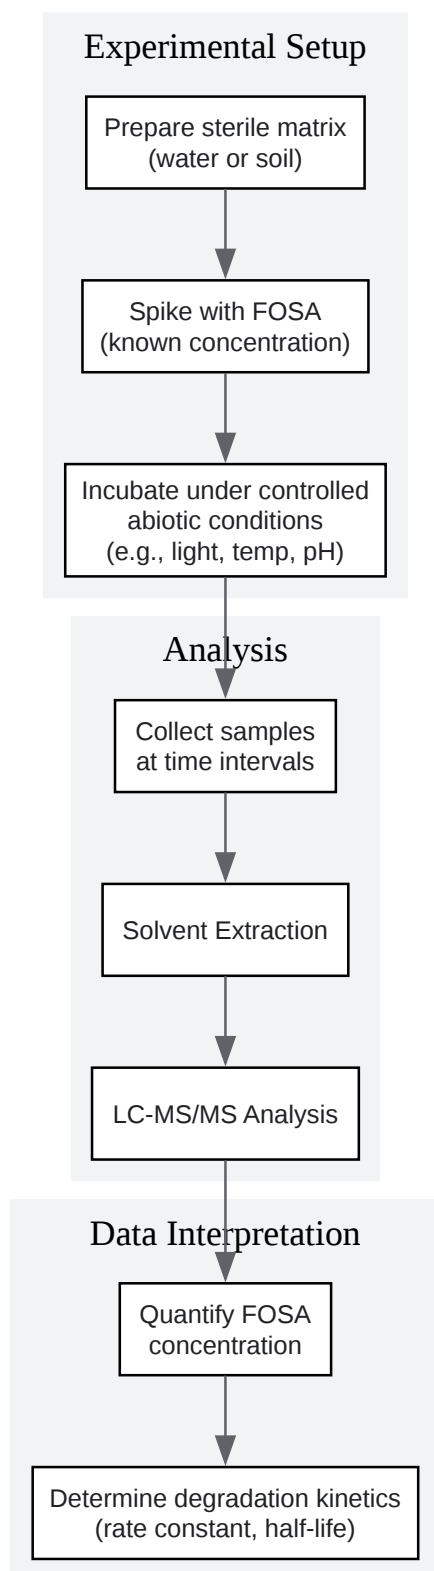 Experimental Setup
Prepare sterile matrix
(water or soil)
Spike with FOSA
(known concentration)
Incubate under controlled
abiotic conditions
(e.g., light, temp, pH)
Analysis
Collect samples
at time intervals
Solvent Extraction
LC-MS/MS Analysis
Data Interpretation
Quantify FOSA
concentration
Determine degradation kinetics
(rate constant, half-life)